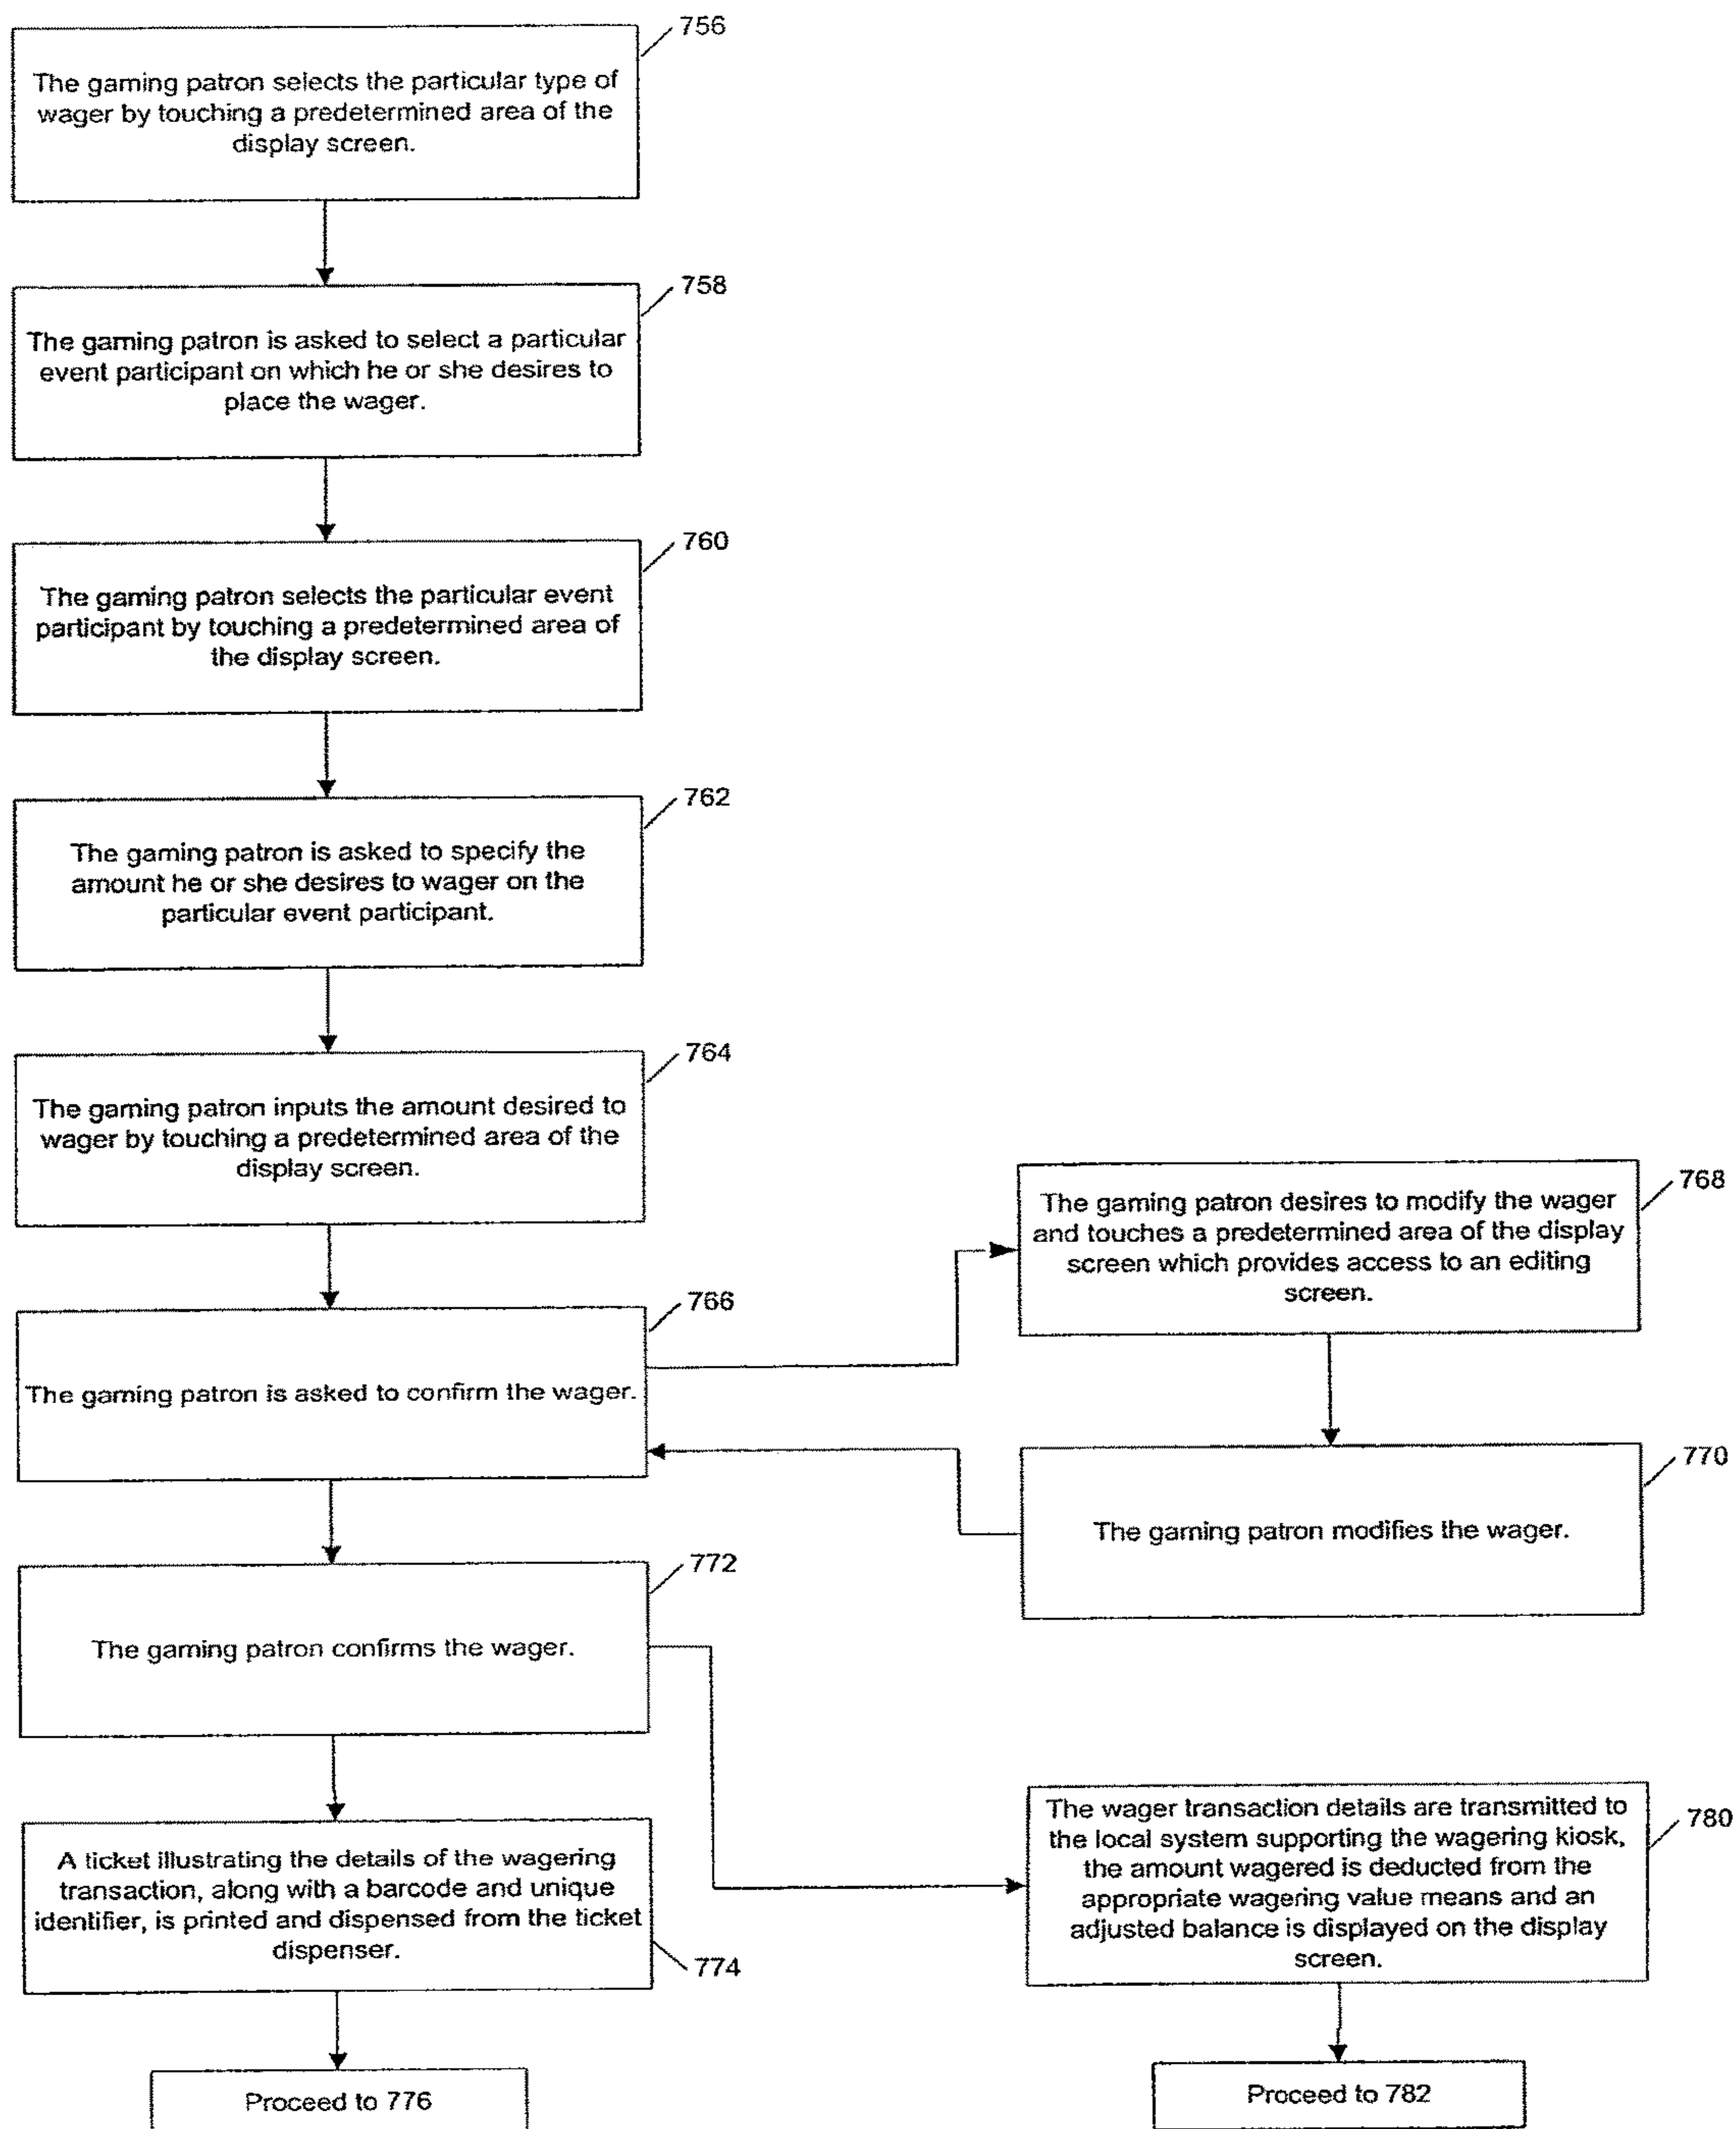 756
The gaming patron selects the particular type of
wager by touching a predetermined area of the
display screen.
758
The gaming patron is asked to select a particular
event participant on which he or she desires to
place the wager.
760
The gaming patron selects the particular event
participant by touching a predetermined area of
the display screen.
762
The gaming patron is asked to specify the
amount he or she desires to wager on the
particular event participant.
764
The gaming patron inputs the amount desired to
wager by touching a predetermined area of the
display screen.
766
The gaming patron is asked to confirm the wager.
768
The gaming patron desires to modify the wager
and touches a predetermined area of the display
screen which provides access to an editing
screen.
770
The gaming patron modifies the wager.
772
The gaming patron confirms the wager.
A ticket illustrating the details of the wagering
transaction, along with a barcode and unique
identifier, is printed and dispensed from the ticket
dispenser.
774
780
The wager transaction details are transmitted to
the local system supporting the wagering kiosk,
the amount wagered is deducted from the
appropriate wagering value means and an
adjusted balance is displayed on the display
screen.
Proceed to 776
Proceed to 782